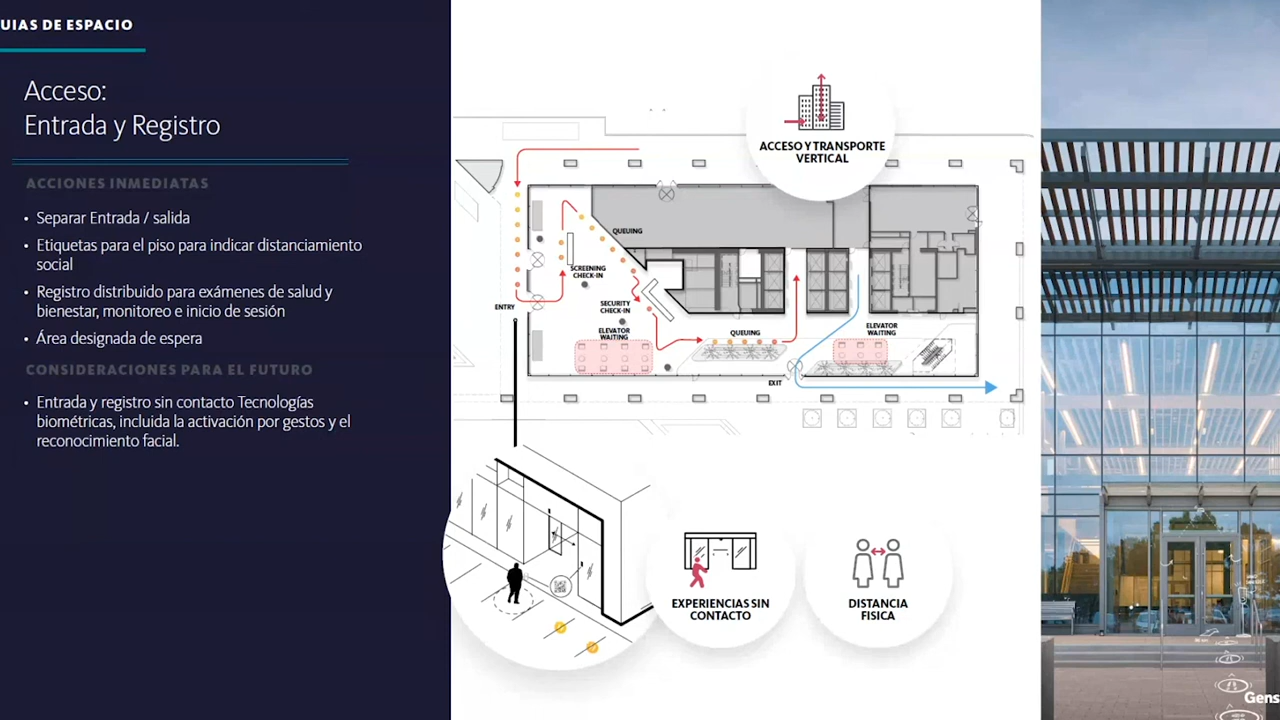 UIAS DE ESPACIO
Acceso:
Entrada y Registro
ACCIONES INMEDIATAS
• Separar Entrada / salida
• Etiquetas para el piso para indicar distanciamiento
social
• Registro distribuido para exámenes de salud y
bienestar, monitoreo e inicio de sesión
• Área designada de espera
CONSIDERACIONES PARA EL FUTURO
• Entrada y registro sin contacto Tecnologías
biométricas, incluida la activación por gestos y el
reconocimiento facial.
ACCESO Y TRANSPORTE
VERTICAL
QUEUING
SCREENING
CHECK-IN
ENTRY
SECURITY
CHECK-IN
ELEVATOR
WAITING
QUEUING
ELEVATOR
WAITING
EXIT
EXPERIENCIAS SIN
CONTACTO
DISTANCIA
FISICA
Gens